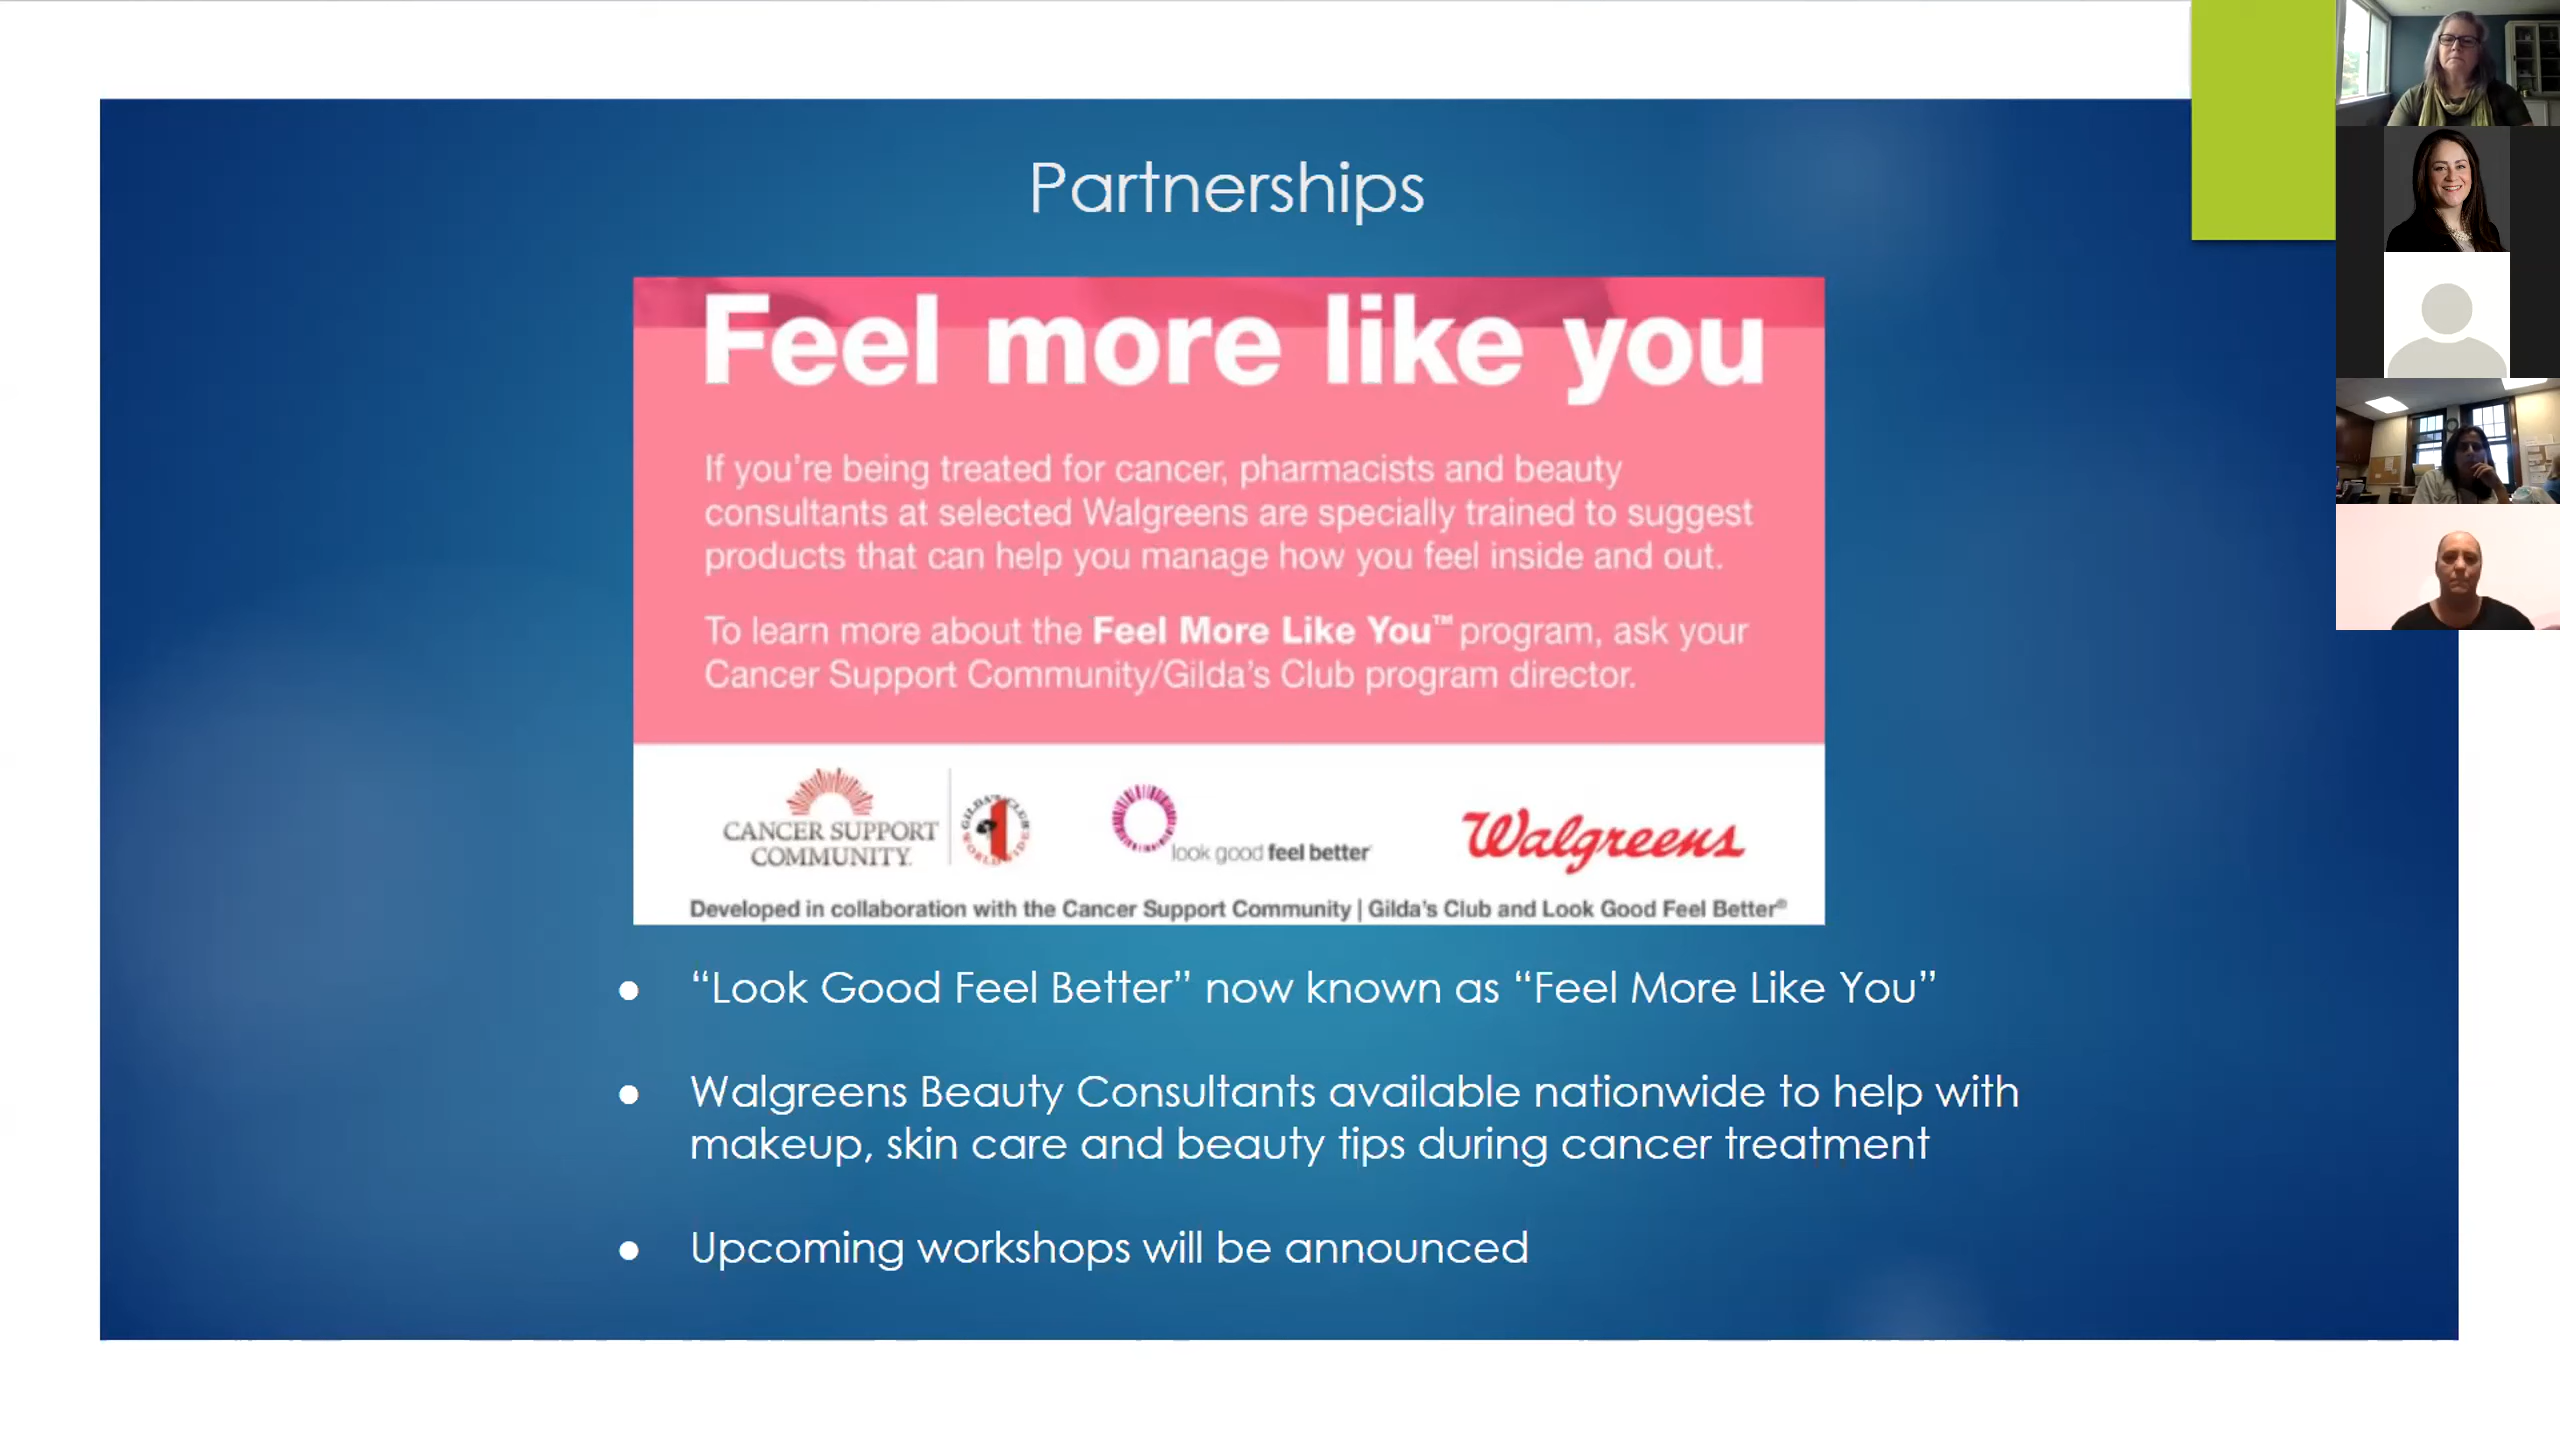 Partnerships
Feel more like you
If you’re being treated for cancer, pharmacists and beauty
consultants at selected Walgreens are specially trained to suggest
products that can help you manage how you feel inside and out.
To learn more about the Feel More Like You™ program, ask your
Cancer Support Community/Gilda’s Club program director.
CANCER SUPPORT
COMMUNITY
GILDA'S CLUB
WORLDWIDE
look good feel better
Walgreens
Developed in collaboration with the Cancer Support Community | Gilda’s Club and Look Good Feel Better®
● “Look Good Feel Better” now known as “Feel More Like You”
● Walgreens Beauty Consultants available nationwide to help with
makeup, skin care and beauty tips during cancer treatment
● Upcoming workshops will be announced